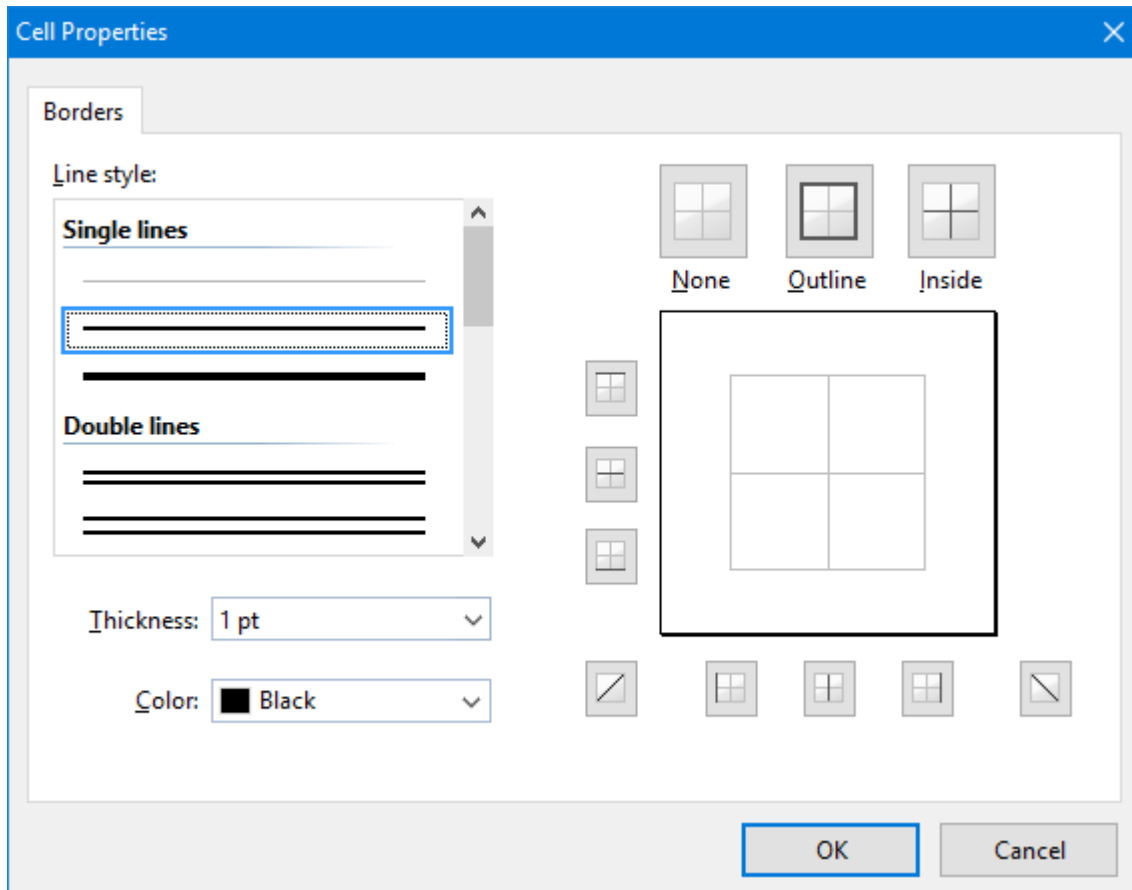 Cell Properties
Borders
Line style:
Single lines
Double lines
Thickness: 1 pt
Color: Black
None Outline Inside
OK Cancel